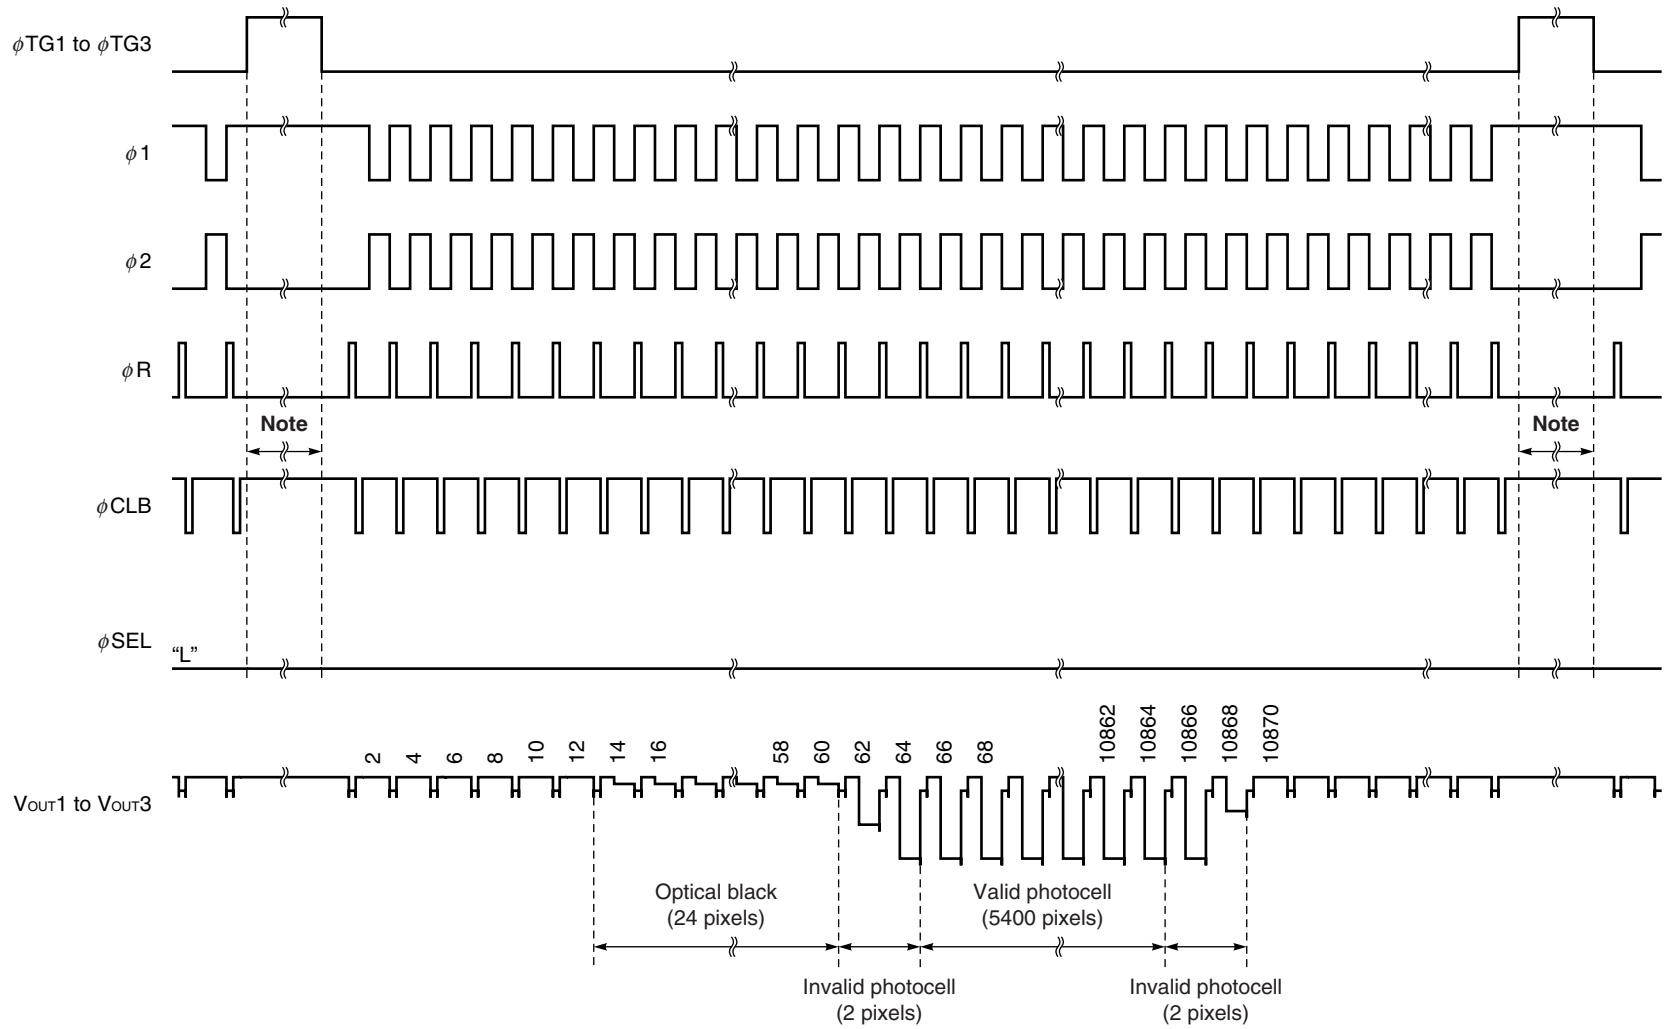 φTG1 to φTG3
φ1
φ2
φR
Note
Note
φCLB
φSEL
“L”
2
4
6
8
10
12
14
16
58
60
62
64
66
68
10862
10864
10866
10868
10870
VOUT1 to VOUT3
Optical black
(24 pixels)
Valid photocell
(5400 pixels)
Invalid photocell
(2 pixels)
Invalid photocell
(2 pixels)